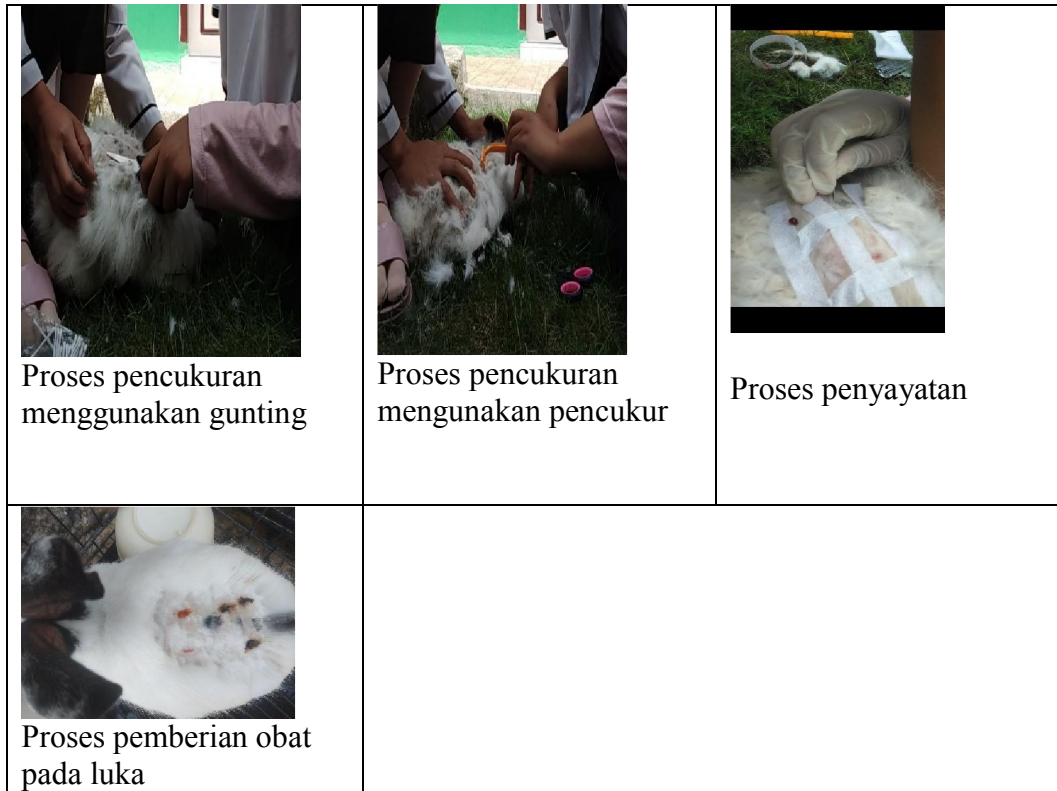 Proses pencukuran
menggunakan gunting
Proses pencukuran
mengunakan pencukur
Proses penyayatan
Proses pemberian obat
pada luka